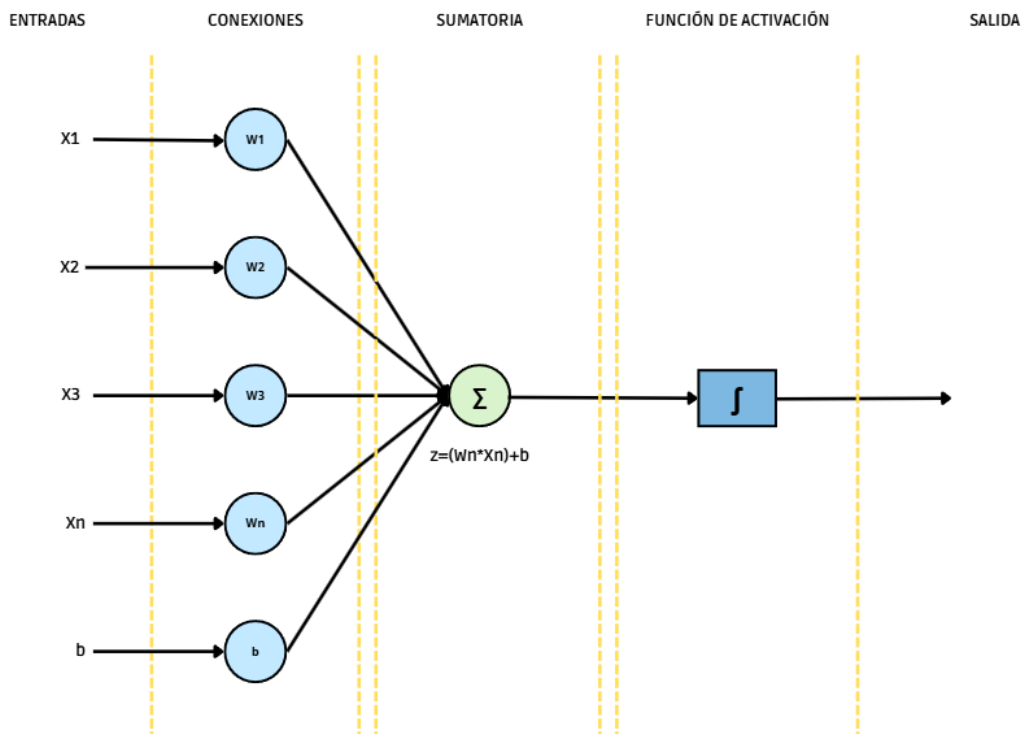 ENTRADAS CONEXIONES SUMATORIA FUNCIÓN DE ACTIVACIÓN SALIDA
X1 W1
X2 W2
X3 W3 Σ ∫
z=(Wn*Xn)+b
Xn Wn
b b